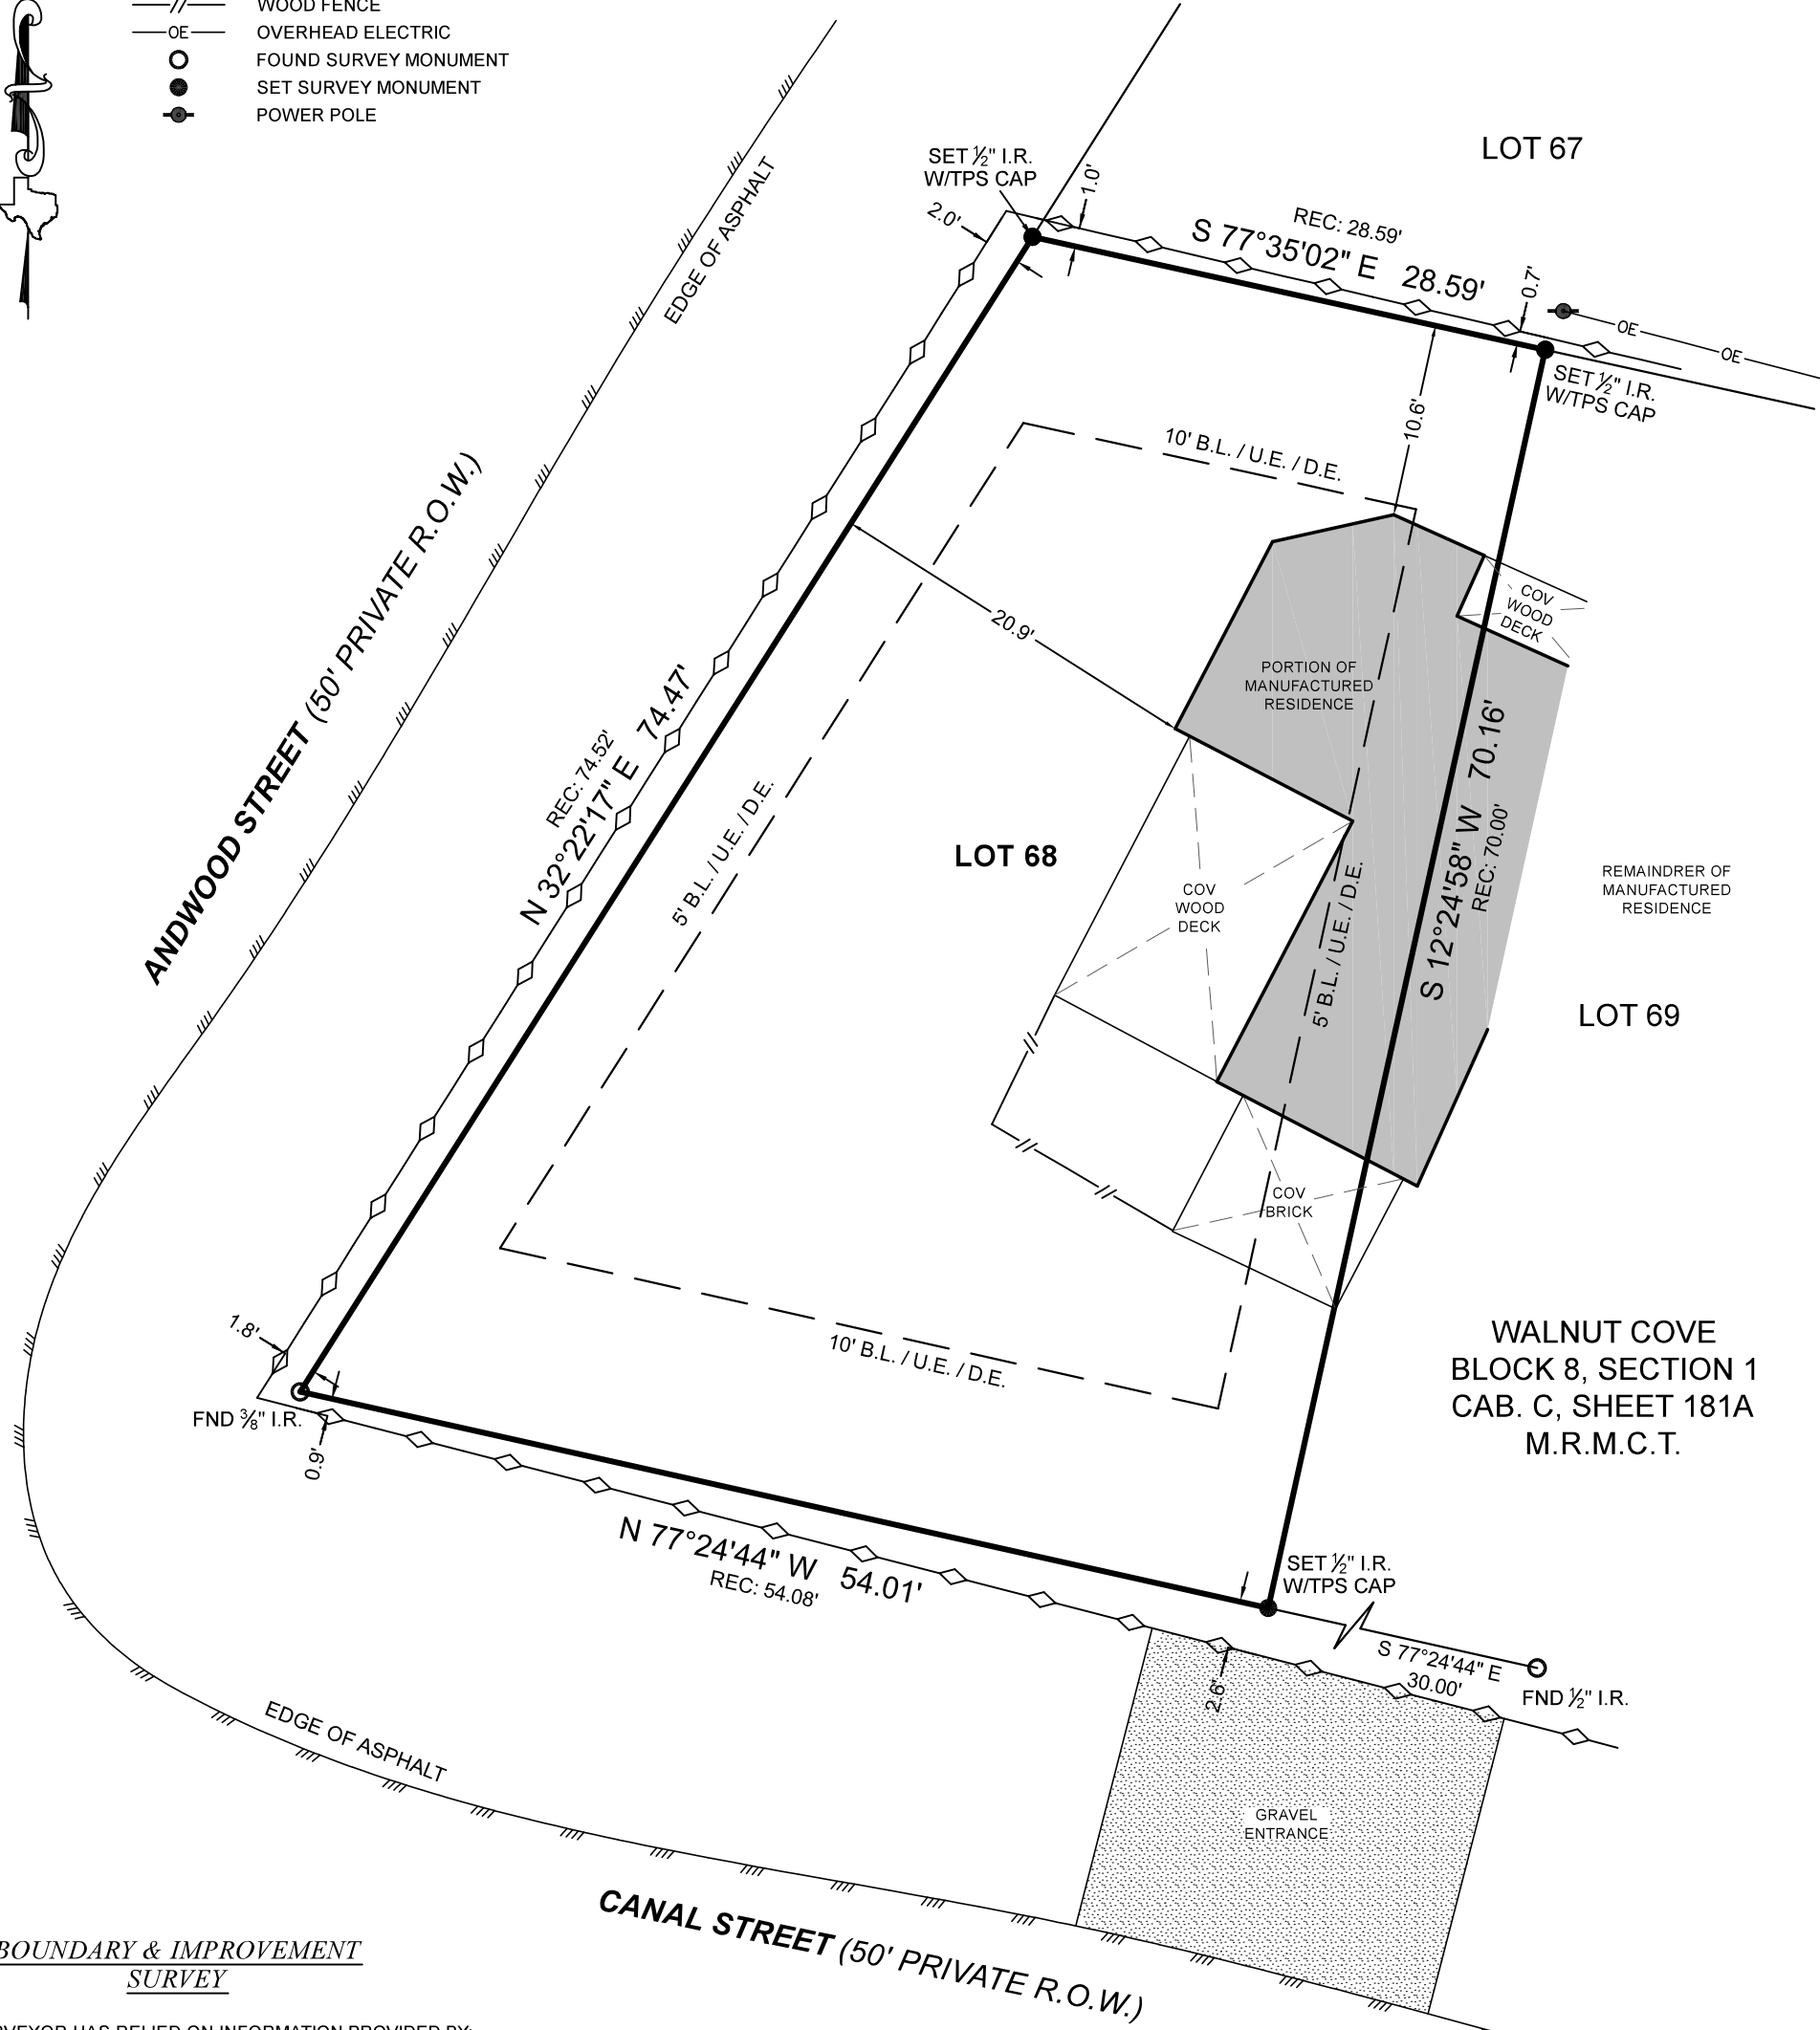 WOOD FENCE
OE OVERHEAD ELECTRIC
FOUND SURVEY MONUMENT
SET SURVEY MONUMENT
POWER POLE
LOT 67
SET ½" I.R.
W/TPS CAP
1.0'
2.0'
REC: 28.59'
S 77°35'02" E 28.59'
0.7'
OE
OE
SET ½" I.R.
W/TPS CAP
EDGE OF ASPHALT
10.6'
10' B.L. / U.E. / D.E.
ANDWOOD STREET (50' PRIVATE R.O.W.)
20.9'
COV
WOOD
DECK
PORTION OF
MANUFACTURED
RESIDENCE
REC: 74.52'
N 32°22'17" E 74.47'
5' B.L. / U.E. / D.E.
LOT 68
COV
WOOD
DECK
5' B.L. / U.E. / D.E.
S 12°24'58" W 70.16'
REC: 70.00'
REMAINDRER OF
MANUFACTURED
RESIDENCE
LOT 69
COV
BRICK
10' B.L. / U.E. / D.E.
1.8'
FND ⅜" I.R.
0.9'
WALNUT COVE
BLOCK 8, SECTION 1
CAB. C, SHEET 181A
M.R.M.C.T.
N 77°24'44" W 54.01'
REC: 54.08'
SET ½" I.R.
W/TPS CAP
S 77°24'44" E
30.00'
FND ½" I.R.
2.6'
EDGE OF ASPHALT
GRAVEL
ENTRANCE
CANAL STREET (50' PRIVATE R.O.W.)
BOUNDARY & IMPROVEMENT
SURVEY
HAS RELIED ON INFORMATION PROVIDED BY: